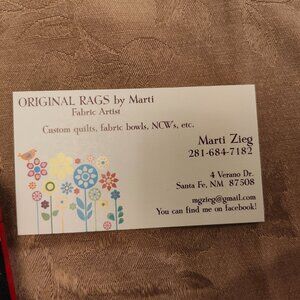 ORIGINAL RAGS by Marti
Fabric Artist
Custom quilts, fabric bowls, NCW's, etc.
Marti Zieg
281-684-7182
4 Verano Dr.
Santa Fe, NM 87508
mgzieg@gmail.com
You can find me on facebook!